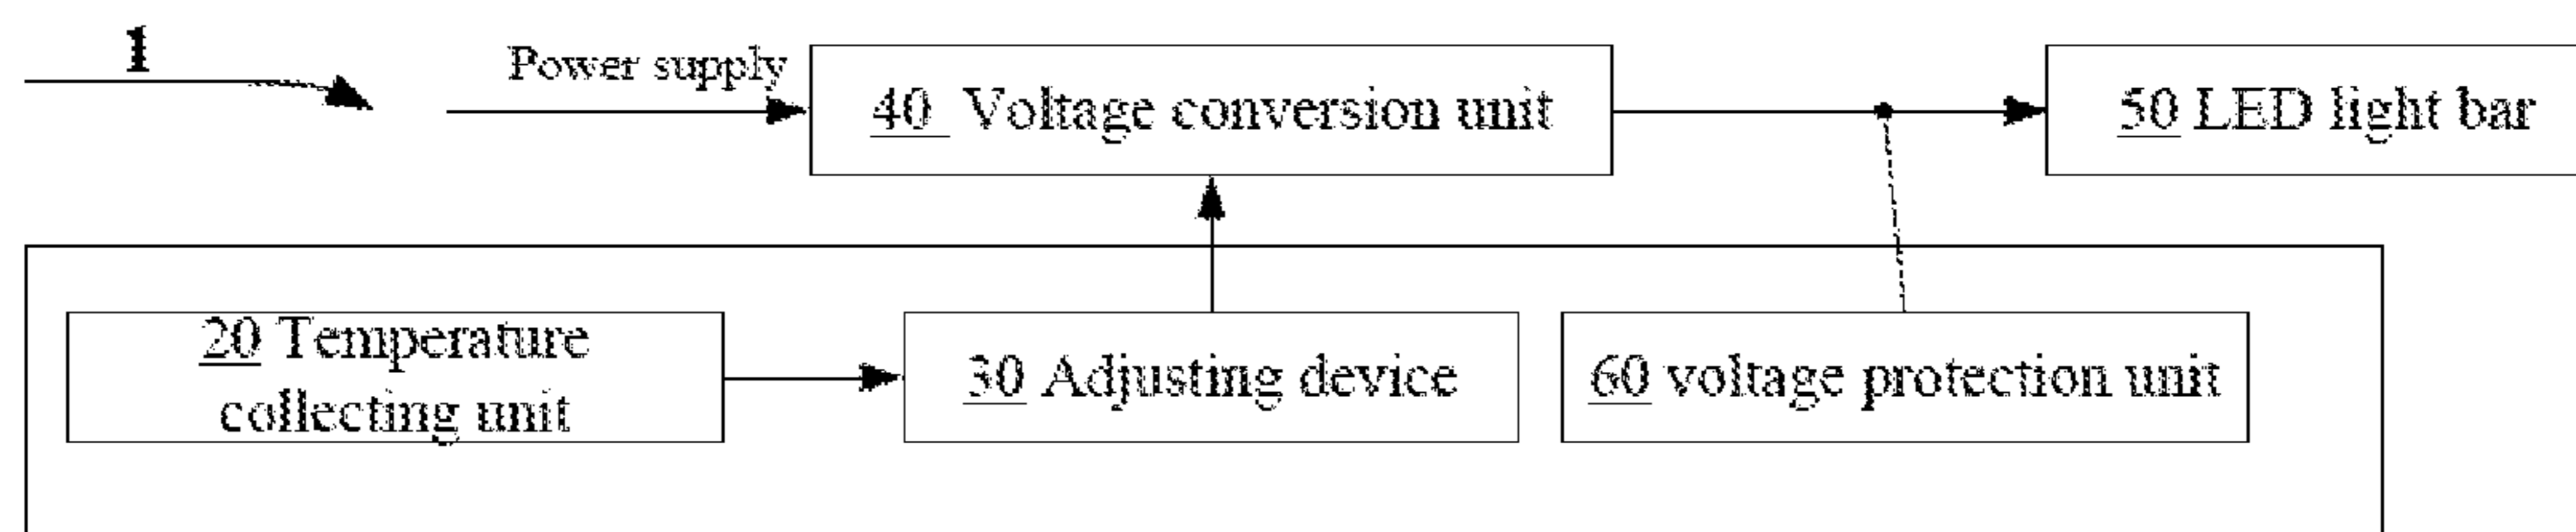 1
Power supply
40 Voltage conversion unit
50 LED light bar
20 Temperature
collecting unit
30 Adjusting device
60 voltage protection unit